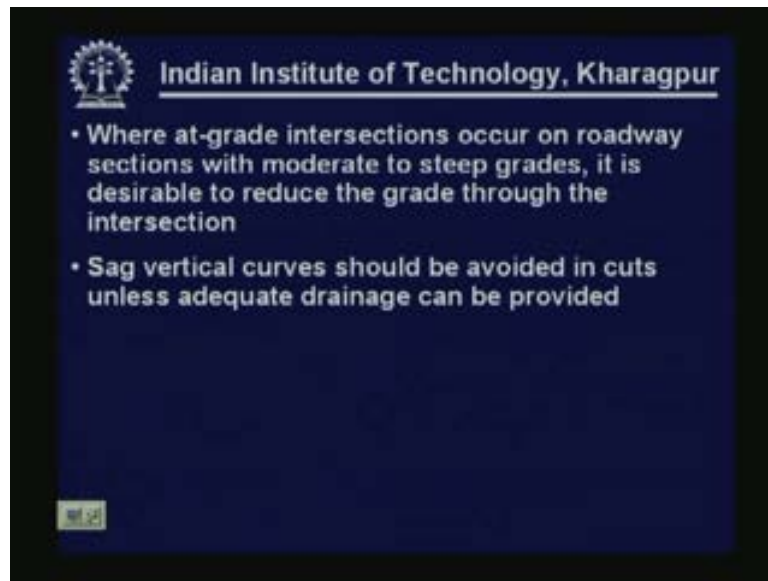 Indian Institute of Technology, Kharagpur
• Where at-grade intersections occur on roadway
sections with moderate to steep grades, it is
desirable to reduce the grade through the
intersection
• Sag vertical curves should be avoided in cuts
unless adequate drainage can be provided